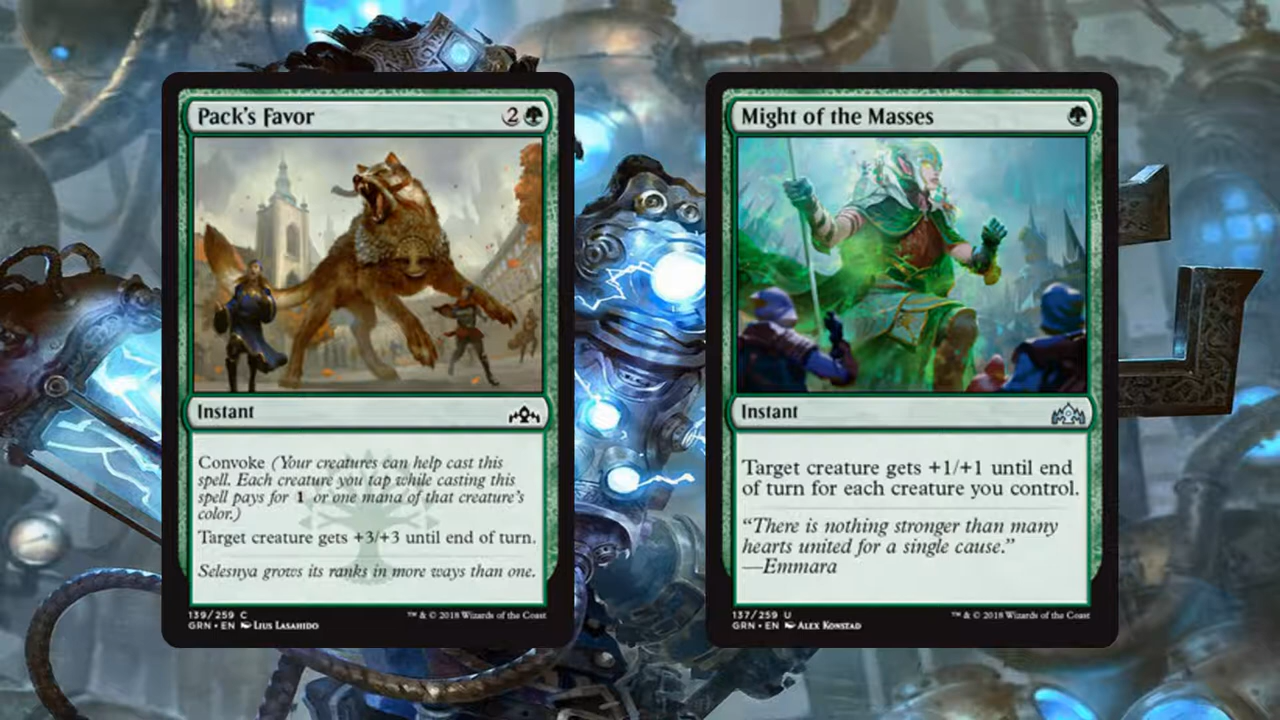 Pack's Favor 2
Instant
Convoke (Your creatures can help cast this
spell. Each creature you tap while casting this
spell pays for 1 or one mana of that creature's
color.)
Target creature gets +3/+3 until end of turn.
Selesnya grows its ranks in more ways than one.
139/259 C
™ & © 2018 Wizards of the Coast
GRN • EN Lius Lasahido
Might of the Masses
Instant
Target creature gets +1/+1 until end
of turn for each creature you control.
“There is nothing stronger than many
hearts united for a single cause.”
—Emmara
137/259 U
™ & © 2018 Wizards of the Coast
GRN • EN Alex Konstad